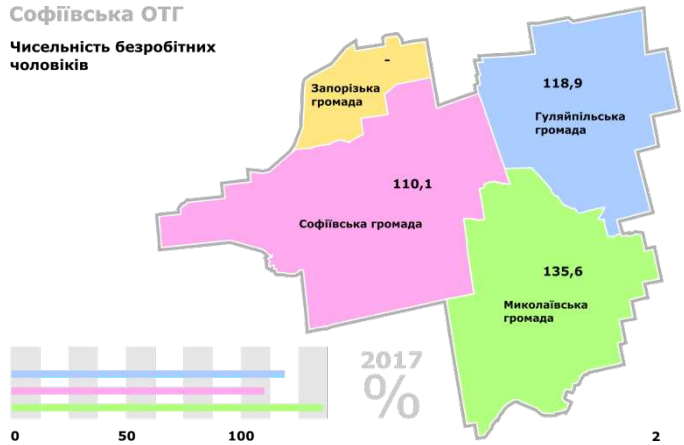 Софіївська ОТГ
Чисельність безробітних
чоловіків
-
Запорізька
громада
118,9
Гуляйпільська
громада
110,1
Софіївська громада
135,6
Миколаївська
громада
2017
%
0 50 100
2